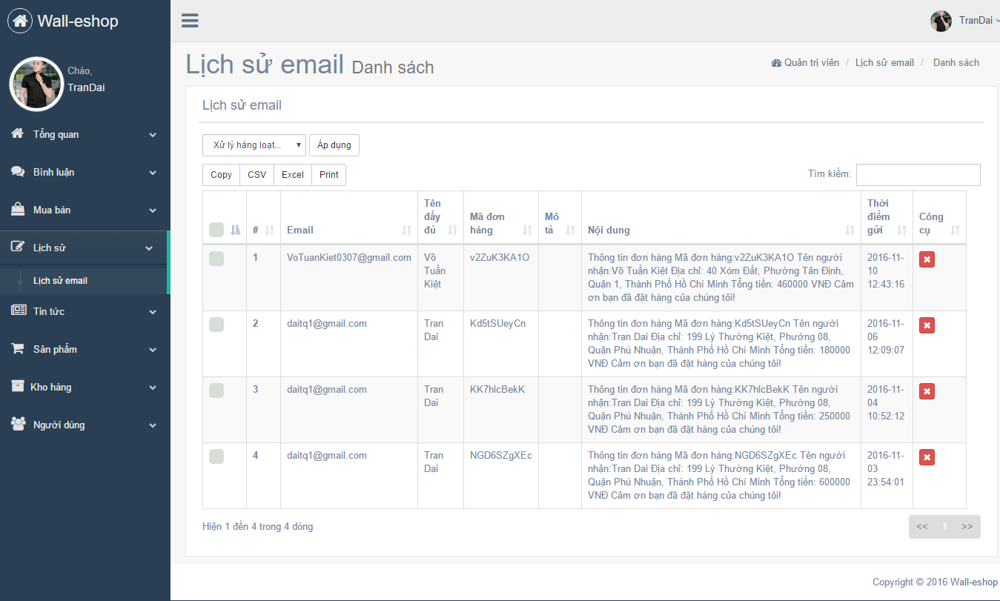 Wall-eshop
TranDai
Chào,
TranDai
Tổng quan
Bình luận
Mua bán
Lịch sử
Lịch sử email
Tin tức
Sản phẩm
Kho hàng
Người dùng
Lịch sử email Danh sách
Quản trị viên / Lịch sử email / Danh sách
Lịch sử email
Xử lý hàng loạt... Áp dụng
Copy CSV Excel Print
Tìm kiếm:
# Email Tên đầy đủ Mã đơn hàng Mô tả Nội dung Thời điểm gửi Công cụ
1 VoTuanKiet0307@gmail.com Võ Tuấn Kiệt v2ZuK3KA1O
Thông tin đơn hàng Mã đơn hàng:v2ZuK3KA1O Tên người
nhận:Võ Tuấn Kiệt Địa chỉ: 40 Xóm Đất, Phường Tân Định,
Quận 1, Thành Phố Hồ Chí Minh Tổng tiền: 460000 VNĐ Cảm
ơn bạn đã đặt hàng của chúng tôi!
2016-11-
10
12:43:16
2 daitq1@gmail.com Tran Dai Kd5tSUeyCn
Thông tin đơn hàng Mã đơn hàng:Kd5tSUeyCn Tên người
nhận:Tran Dai Địa chỉ: 199 Lý Thường Kiệt, Phường 08,
Quận Phú Nhuận, Thành Phố Hồ Chí Minh Tổng tiền: 180000
VNĐ Cảm ơn bạn đã đặt hàng của chúng tôi!
2016-11-
06
12:09:07
3 daitq1@gmail.com Tran Dai KK7hlcBekK
Thông tin đơn hàng Mã đơn hàng:KK7hlcBekK Tên người
nhận:Tran Dai Địa chỉ: 199 Lý Thường Kiệt, Phường 08,
Quận Phú Nhuận, Thành Phố Hồ Chí Minh Tổng tiền: 250000
VNĐ Cảm ơn bạn đã đặt hàng của chúng tôi!
2016-11-
04
10:52:12
4 daitq1@gmail.com Tran Dai NGD6SZgXEc
Thông tin đơn hàng Mã đơn hàng:NGD6SZgXEc Tên người
nhận:Tran Dai Địa chỉ: 199 Lý Thường Kiệt, Phường 08,
Quận Phú Nhuận, Thành Phố Hồ Chí Minh Tổng tiền: 600000
VNĐ Cảm ơn bạn đã đặt hàng của chúng tôi!
2016-11-
03
23:54:01
Hiện 1 đến 4 trong 4 dòng
<< 1 >>
Copyright © 2016 Wall-eshop